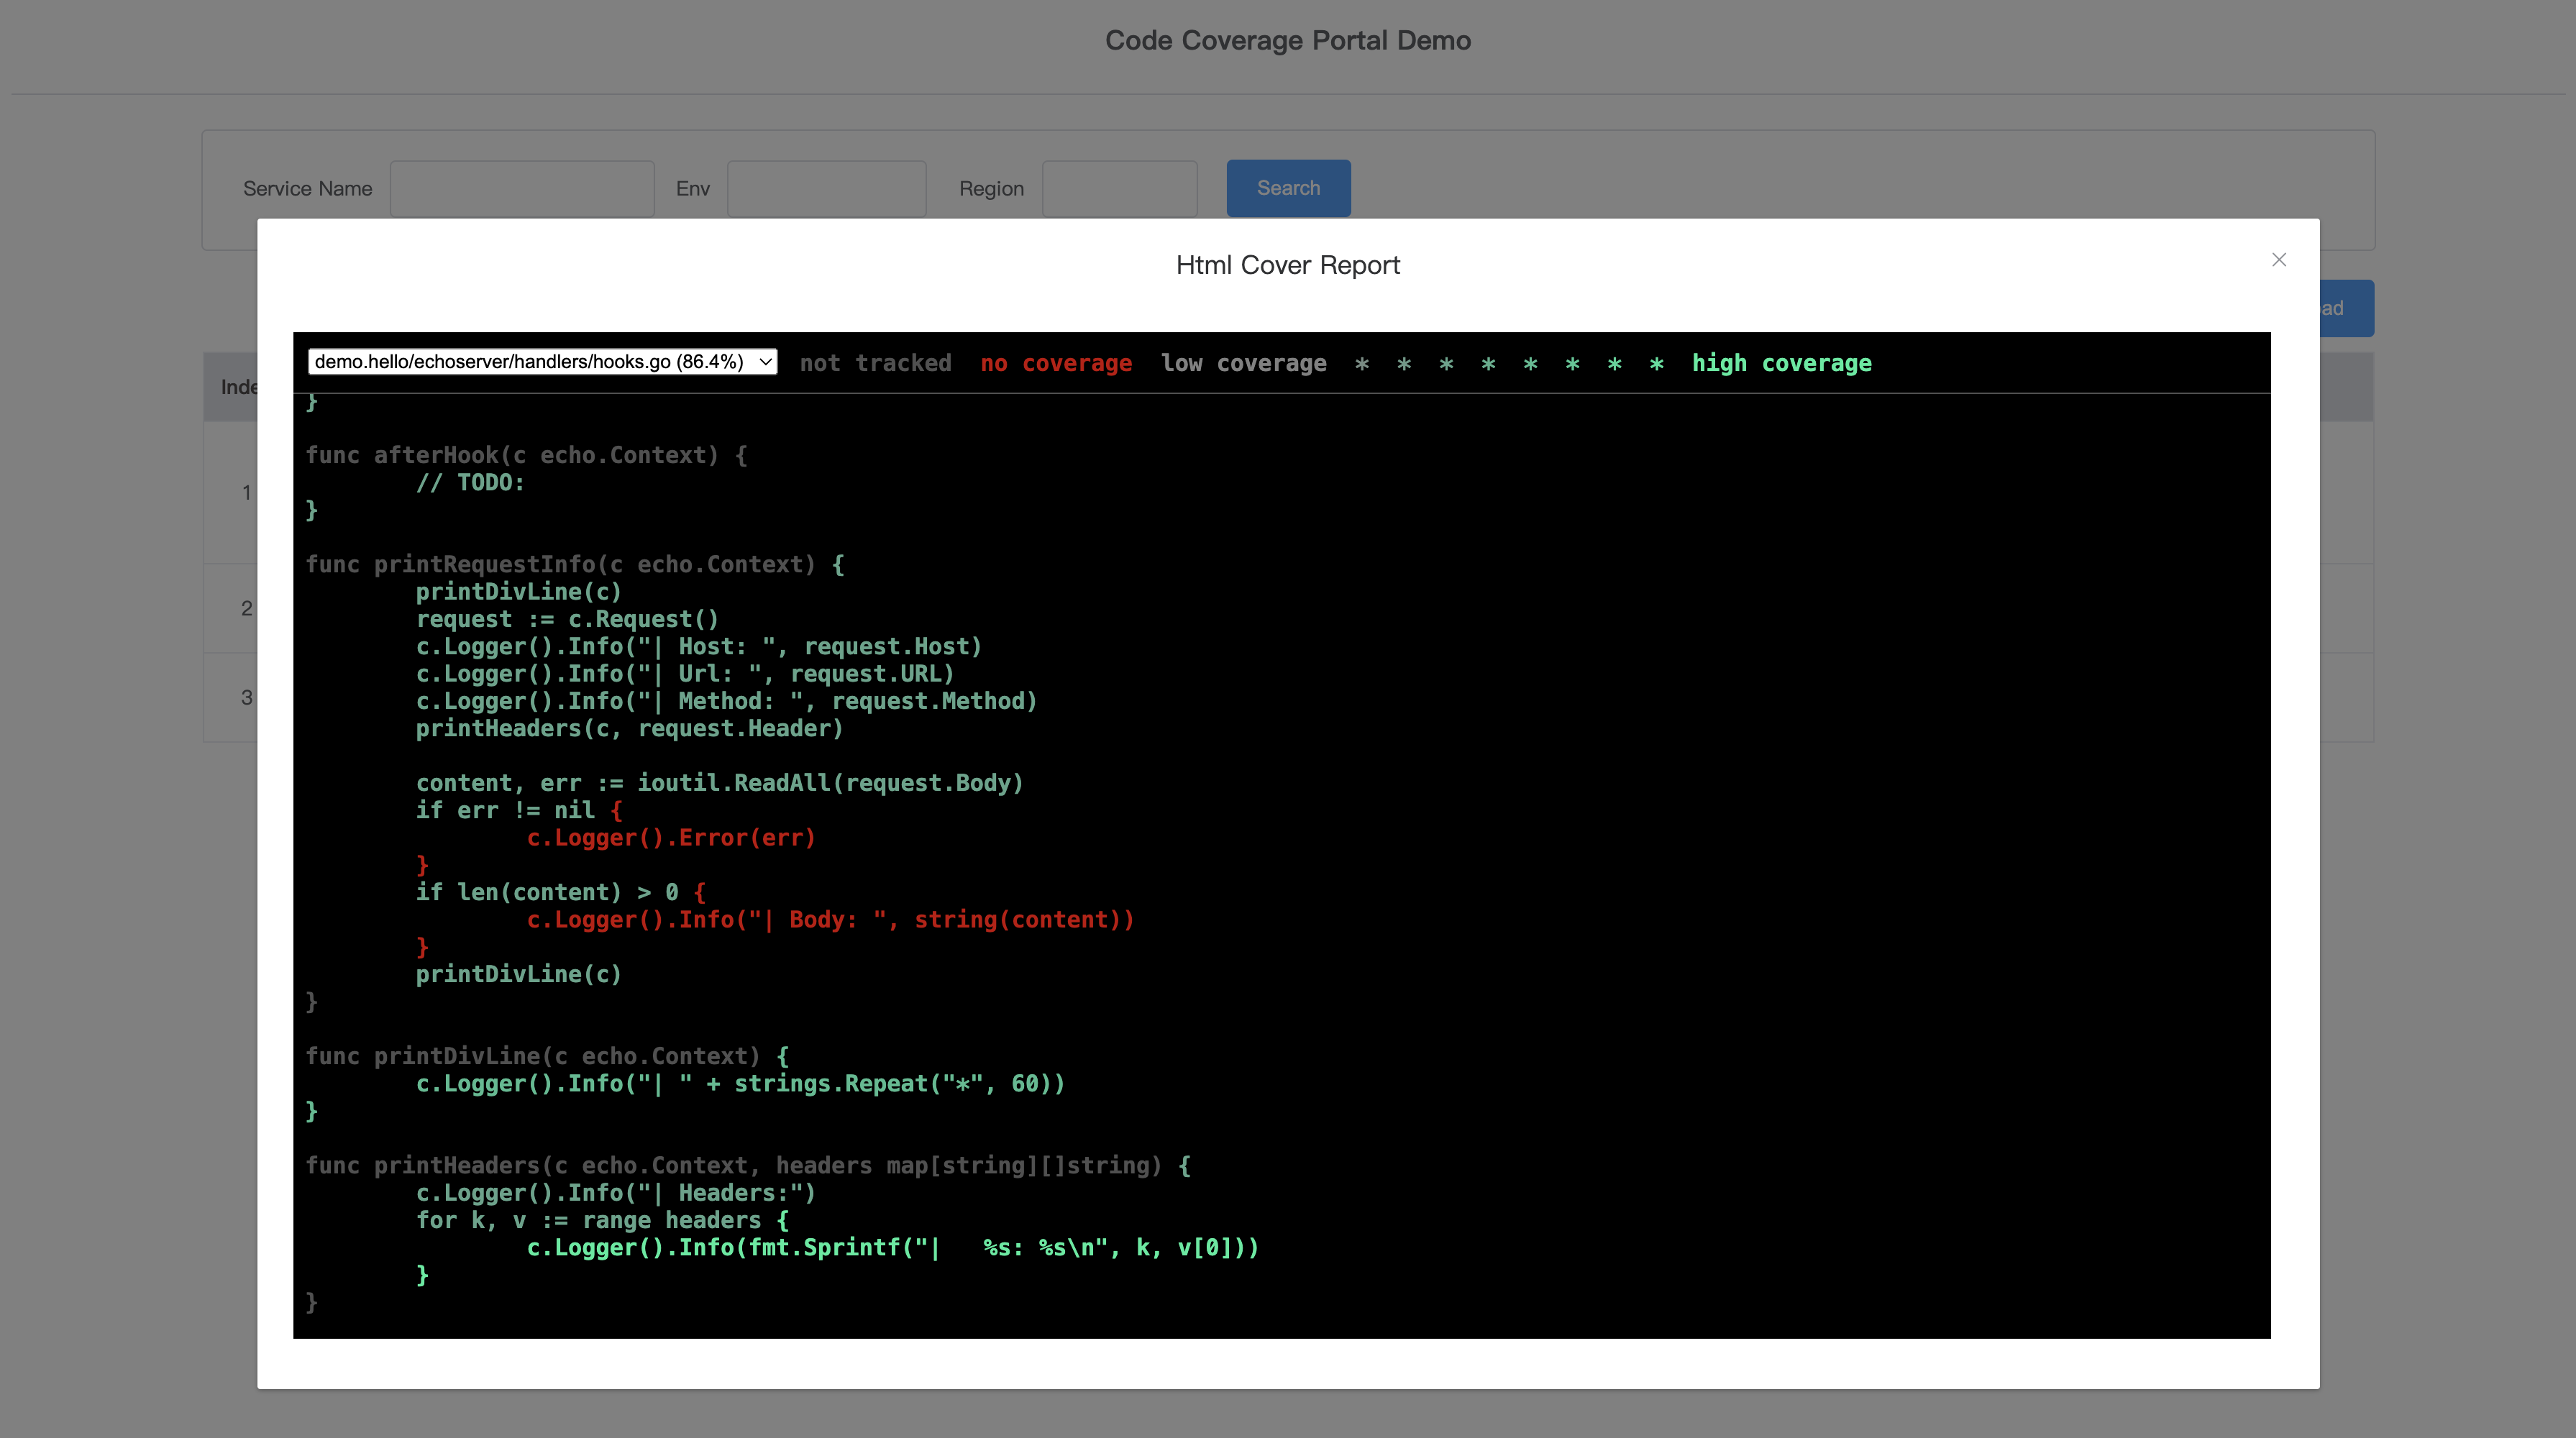 Code Coverage Portal Demo
Service Name Env Region Search
Html Cover Report
demo.hello/echoserver/handlers/hooks.go (86.4%) not tracked no coverage low coverage * * * * * * * * high coverage
}
func afterHook(c echo.Context) {
// TODO:
}
func printRequestInfo(c echo.Context) {
printDivLine(c)
request := c.Request()
c.Logger().Info("| Host: ", request.Host)
c.Logger().Info("| Url: ", request.URL)
c.Logger().Info("| Method: ", request.Method)
printHeaders(c, request.Header)
content, err := ioutil.ReadAll(request.Body)
if err != nil {
c.Logger().Error(err)
}
if len(content) > 0 {
c.Logger().Info("| Body: ", string(content))
}
printDivLine(c)
}
func printDivLine(c echo.Context) {
c.Logger().Info("| " + strings.Repeat("*", 60))
}
func printHeaders(c echo.Context, headers map[string][]string) {
c.Logger().Info("| Headers:")
for k, v := range headers {
c.Logger().Info(fmt.Sprintf("|   %s: %s\n", k, v[0]))
}
}
1
2
3